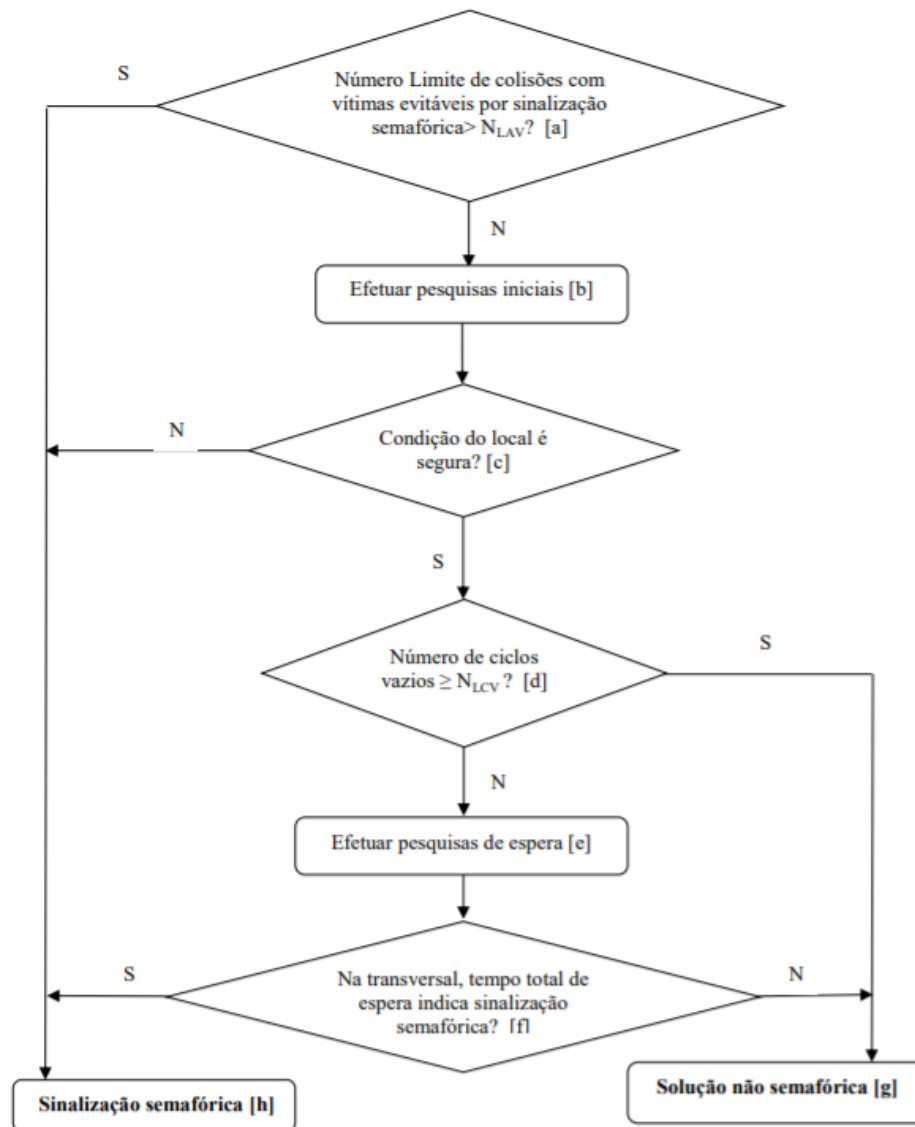 S
Número Limite de colisões com
vítimas evitáveis por sinalização
semafórica> N_LAV? [a]
N
Efetuar pesquisas iniciais [b]
N
Condição do local é
segura? [c]
S
Número de ciclos
vazios ≥ N_LCV ? [d]
S
N
Efetuar pesquisas de espera [e]
S
Na transversal, tempo total de
espera indica sinalização
semafórica? [f]
N
Sinalização semafórica [h]
Solução não semafórica [g]